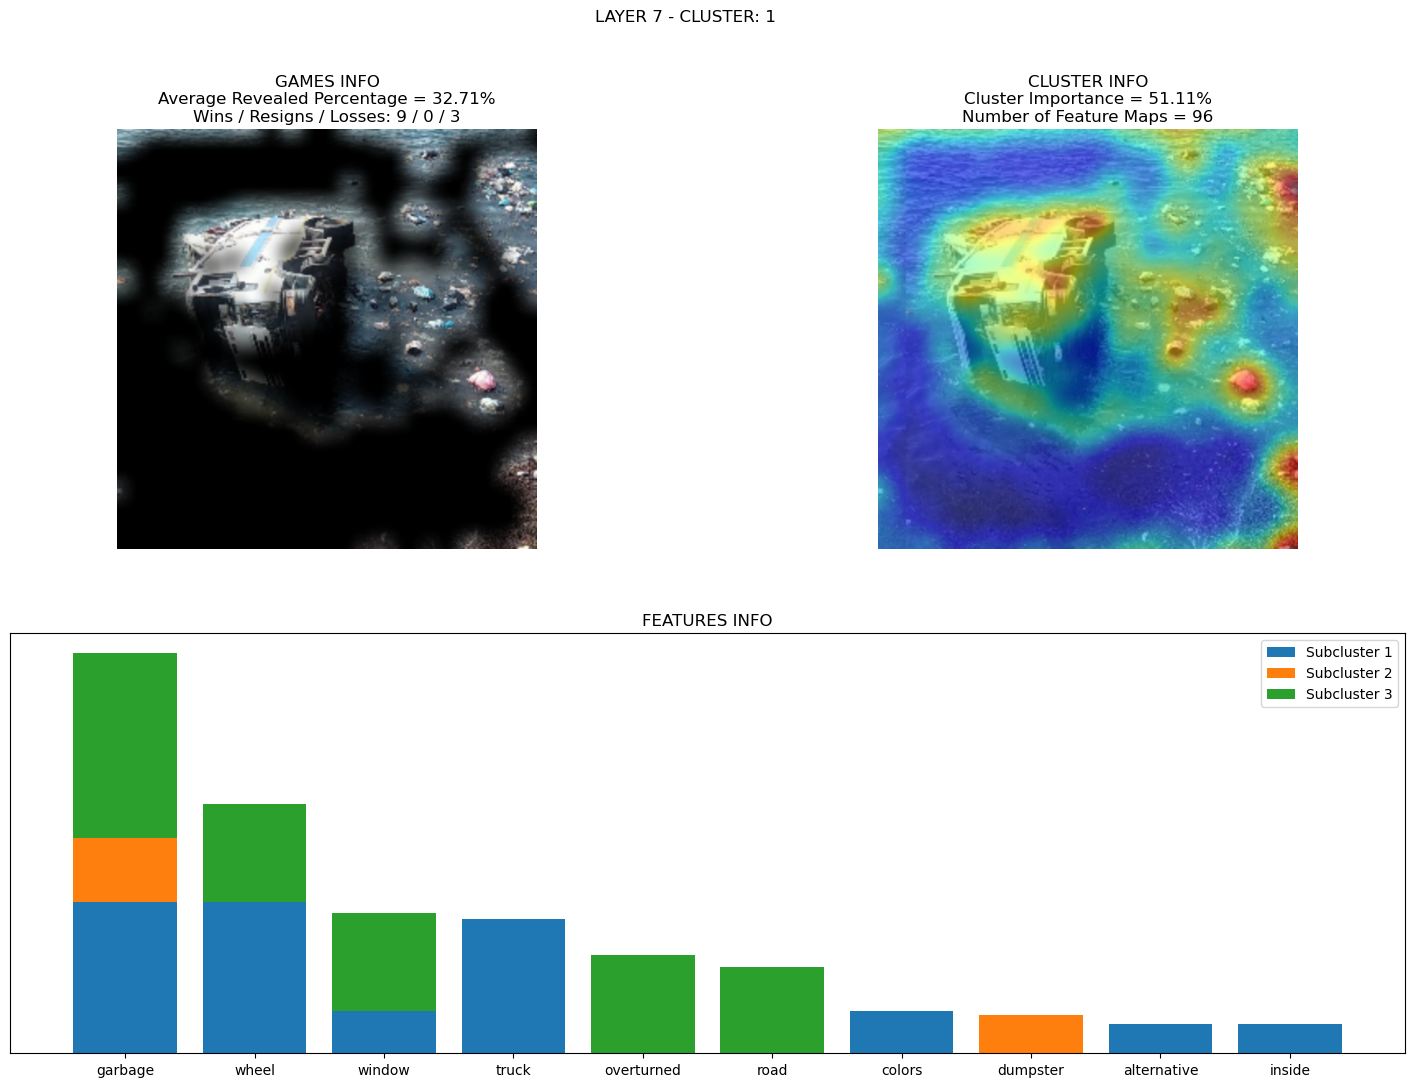 LAYER 7 - CLUSTER: 1
GAMES INFO
Average Revealed Percentage = 32.71%
Wins / Resigns / Losses: 9 / 0 / 3
CLUSTER INFO
Cluster Importance = 51.11%
Number of Feature Maps = 96
FEATURES INFO
Subcluster 1
Subcluster 2
Subcluster 3
garbage
wheel
window
truck
overturned
road
colors
dumpster
alternative
inside